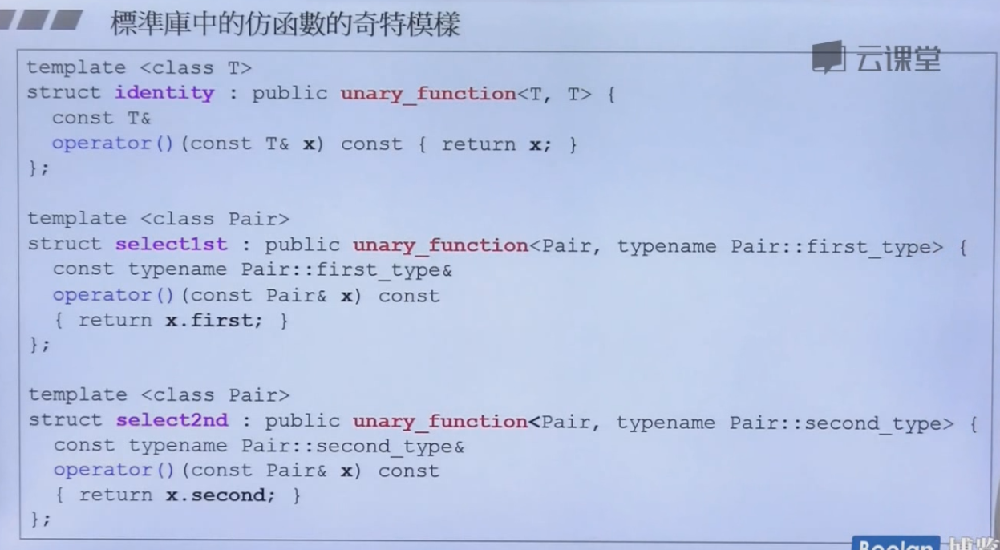 標準庫中的仿函數的奇特模樣
云课堂
template <class T>
struct identity : public unary_function<T, T> {
const T&
operator()(const T& x) const { return x; }
};
template <class Pair>
struct select1st : public unary_function<Pair, typename Pair::first_type> {
const typename Pair::first_type&
operator()(const Pair& x) const
{ return x.first; }
};
template <class Pair>
struct select2nd : public unary_function<Pair, typename Pair::second_type> {
const typename Pair::second_type&
operator()(const Pair& x) const
{ return x.second; }
};
Boolan